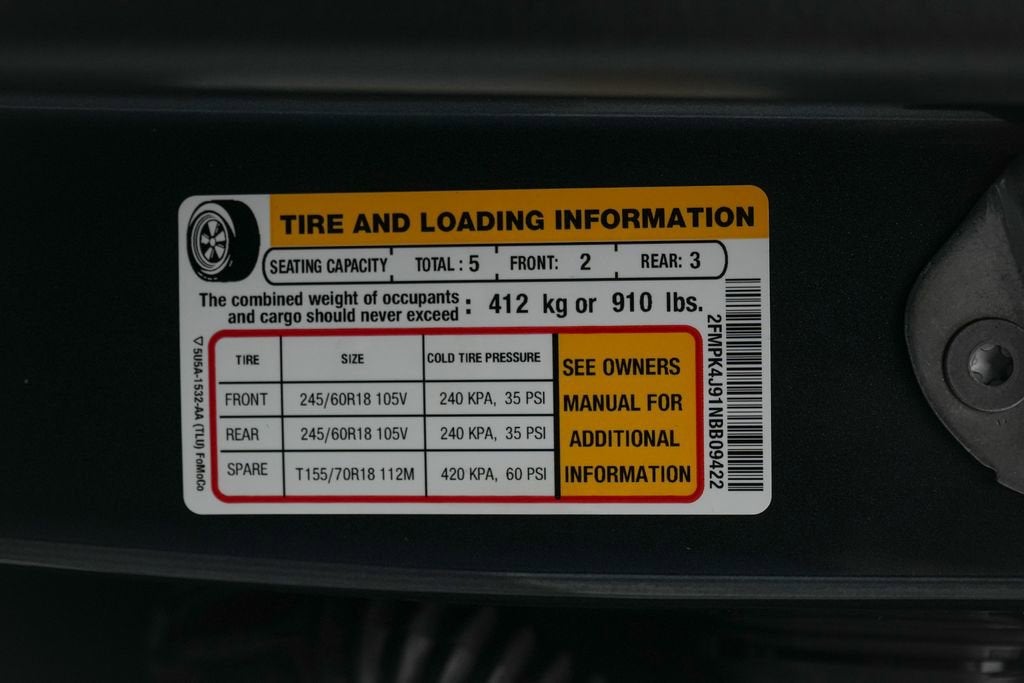 TIRE AND LOADING INFORMATION
SEATING CAPACITY TOTAL : 5 FRONT: 2 REAR: 3
The combined weight of occupants
and cargo should never exceed : 412 kg or 910 lbs.
TIRE SIZE COLD TIRE PRESSURE
FRONT 245/60R18 105V 240 KPA, 35 PSI
REAR 245/60R18 105V 240 KPA, 35 PSI
SPARE T155/70R18 112M 420 KPA, 60 PSI
SEE OWNERS
MANUAL FOR
ADDITIONAL
INFORMATION
5U5A-1532-AA (TLU) FoMoCo
2FMPK4J91NBB09422